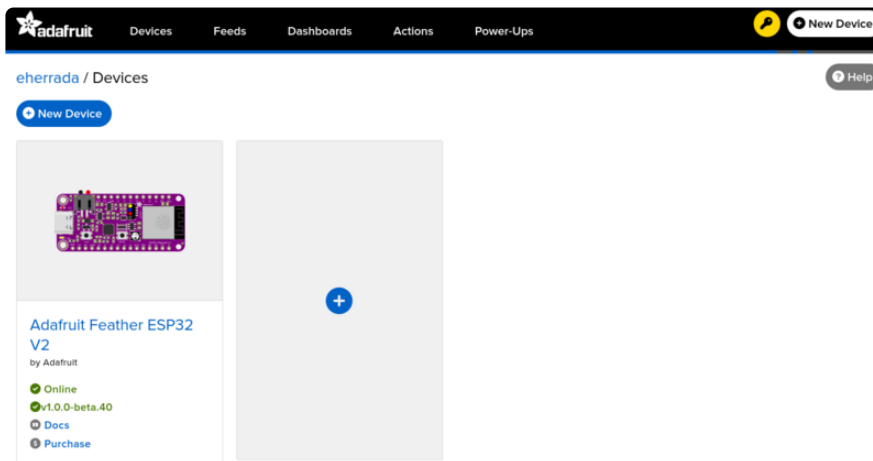 adafruit Devices Feeds Dashboards Actions Power-Ups New Device
eherrada / Devices
Help
New Device
Adafruit Feather ESP32
V2
by Adafruit
Online
v1.0.0-beta.40
Docs
Purchase